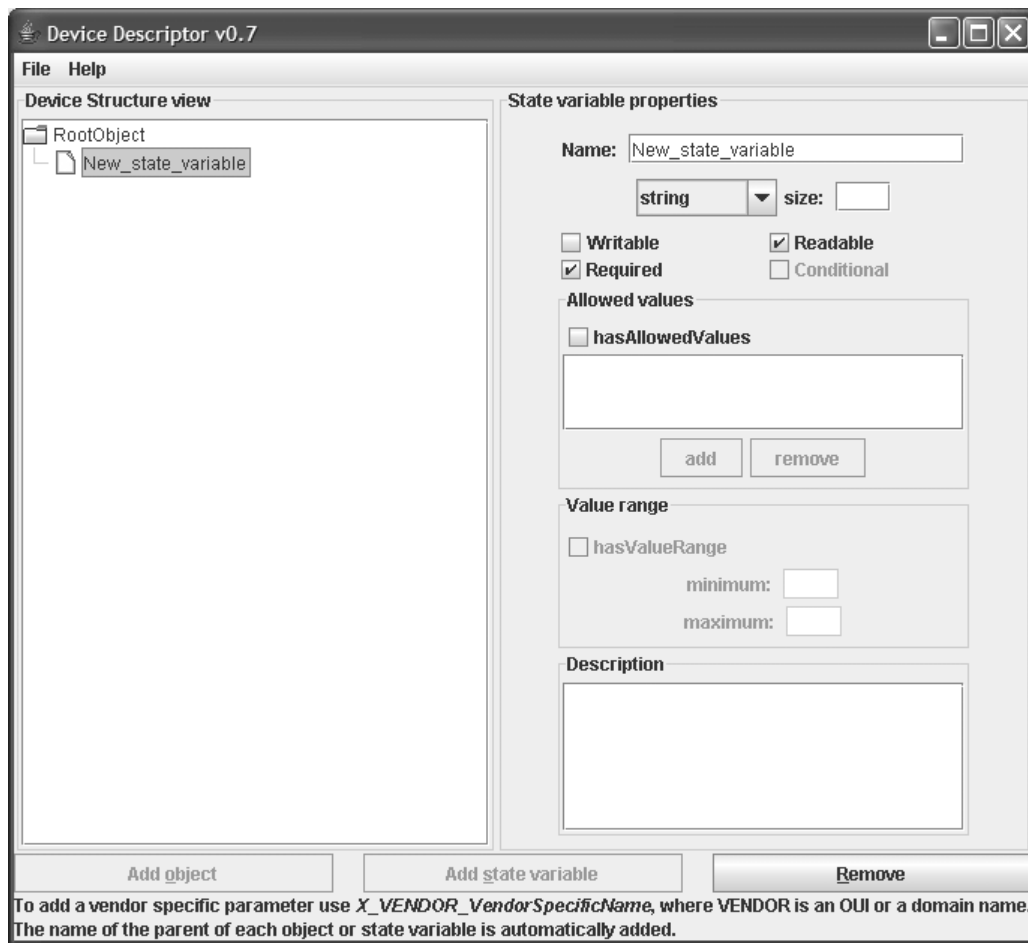 Device Descriptor v0.7
File Help
Device Structure view
RootObject
New_state_variable
State variable properties
Name: New_state_variable
string size:
Writable Readable
Required Conditional
Allowed values
hasAllowedValues
add remove
Value range
hasValueRange
minimum:
maximum:
Description
Add object Add state variable Remove
To add a vendor specific parameter use X_VENDOR_VendorSpecificName, where VENDOR is an OUI or a domain name.
The name of the parent of each object or state variable is automatically added.